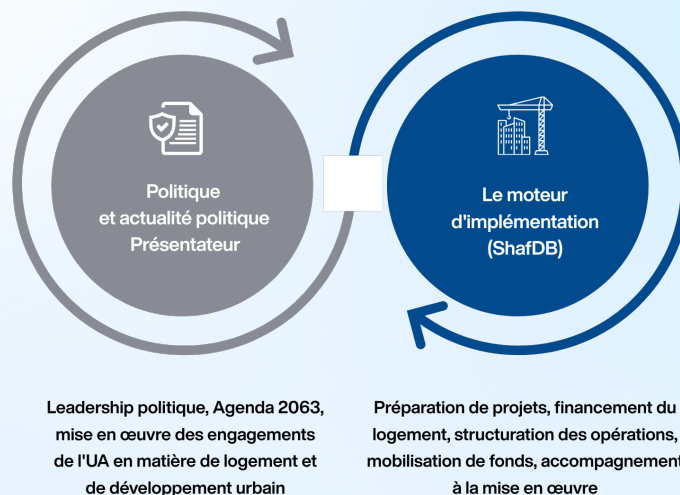 Politique
et actualité politique
Présentateur
Le moteur
d'implémentation
(ShafDB)
Leadership politique, Agenda 2063,
mise en œuvre des engagements
de l'UA en matière de logement et
de développement urbain
Préparation de projets, financement du
logement, structuration des opérations,
mobilisation de fonds, accompagnement
à la mise en œuvre